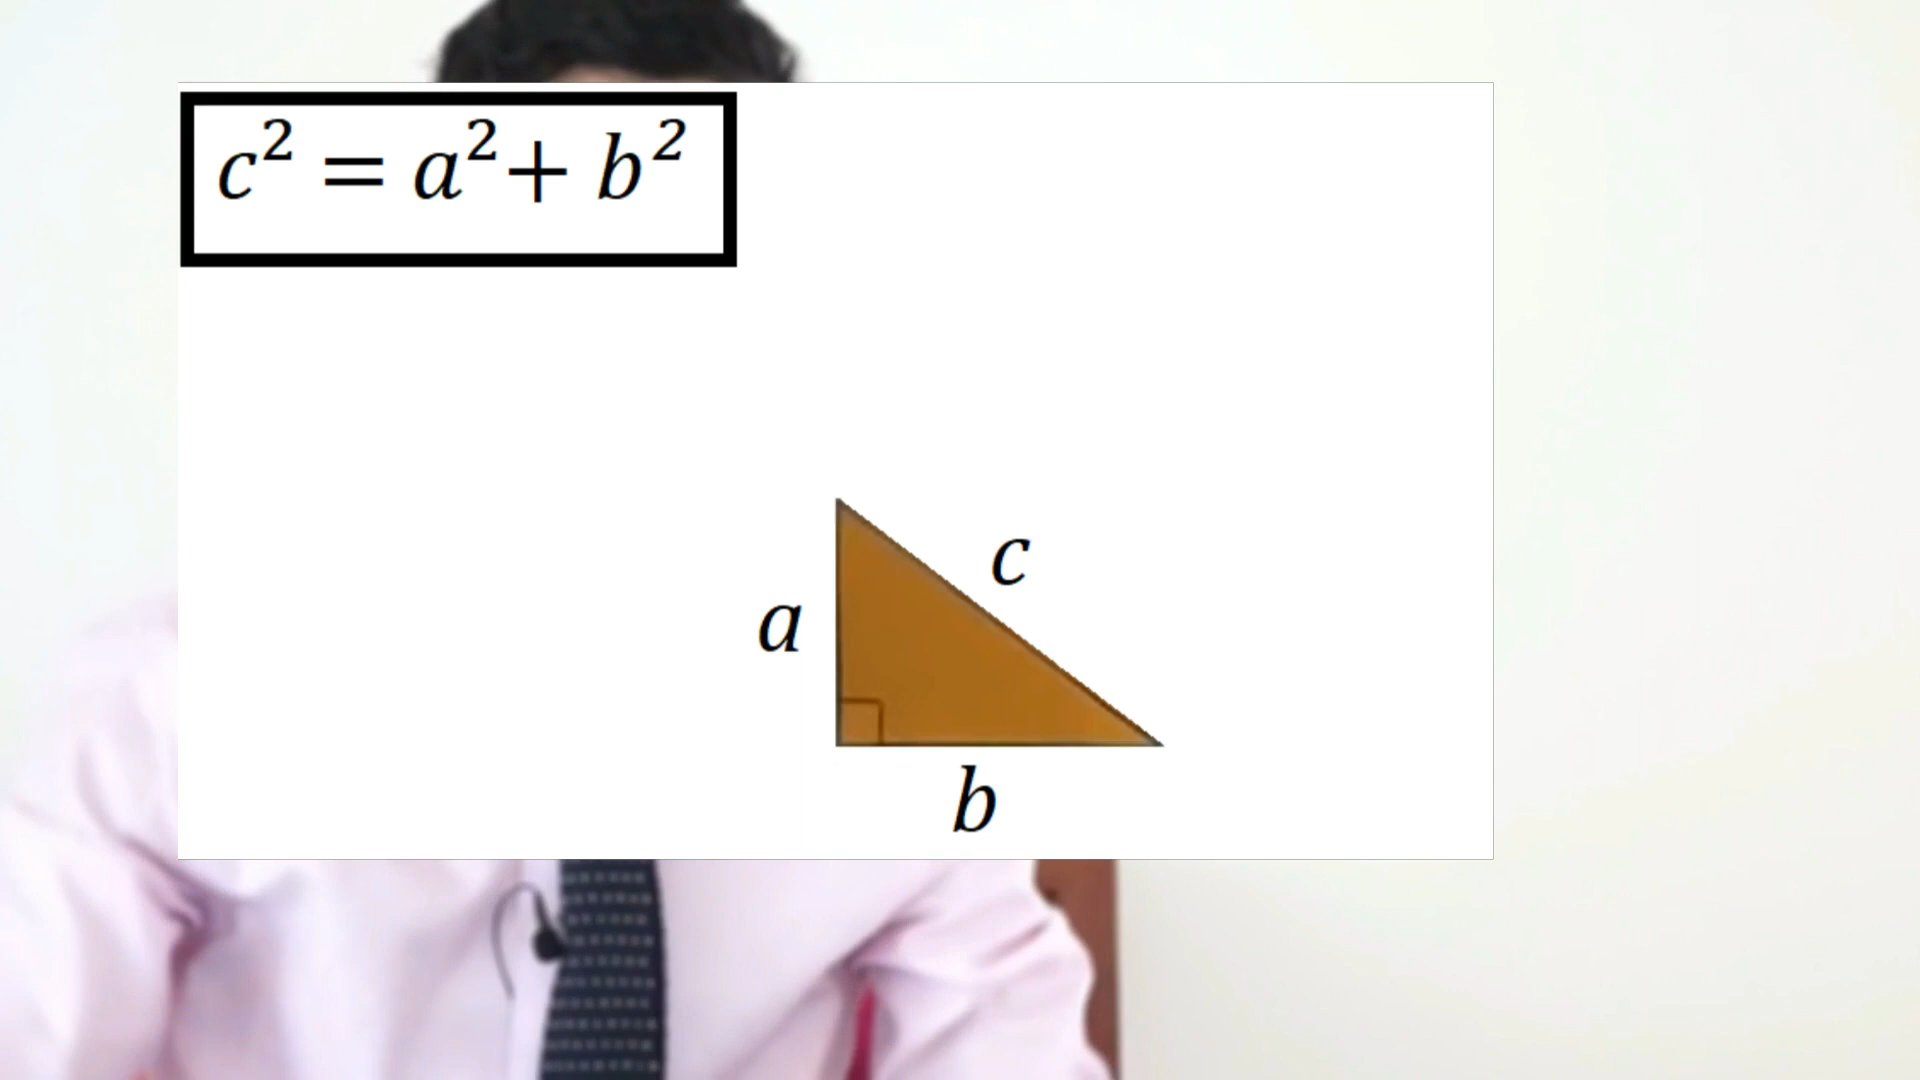 c² = a² + b²
c
a
b